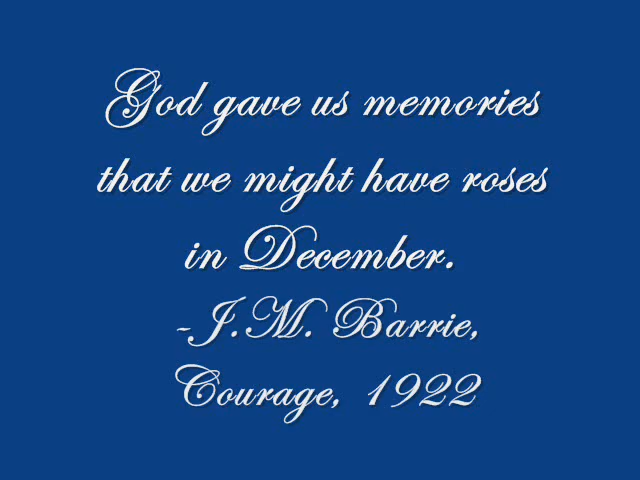 God gave us memories
that we might have roses
in December.
-J.M. Barrie,
Courage, 1922